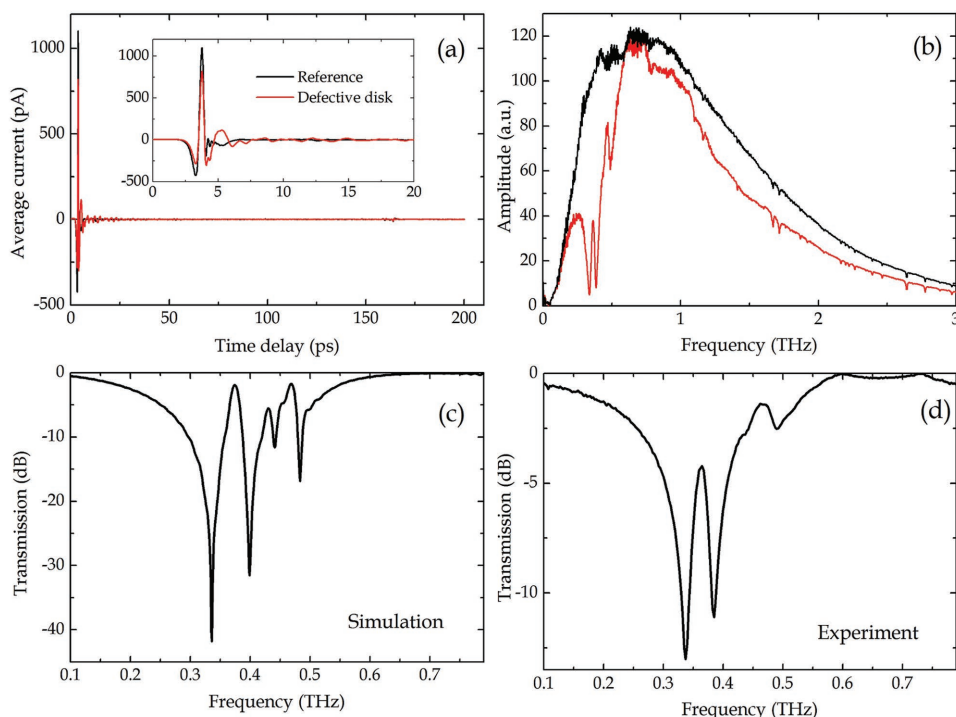 (a)
Average current (pA)
1000
500
0
-500
0 50 100 150 200
Time delay (ps)
1000
500
0
-500
0 5 10 15 20
Reference
Defective disk
(b)
Amplitude (a.u.)
120
100
80
60
40
20
0
0 1 2 3
Frequency (THz)
(c)
Transmission (dB)
0
-10
-20
-30
-40
Simulation
0.1 0.2 0.3 0.4 0.5 0.6 0.7
Frequency (THz)
(d)
Transmission (dB)
0
-5
-10
Experiment
0.1 0.2 0.3 0.4 0.5 0.6 0.7
Frequency (THz)